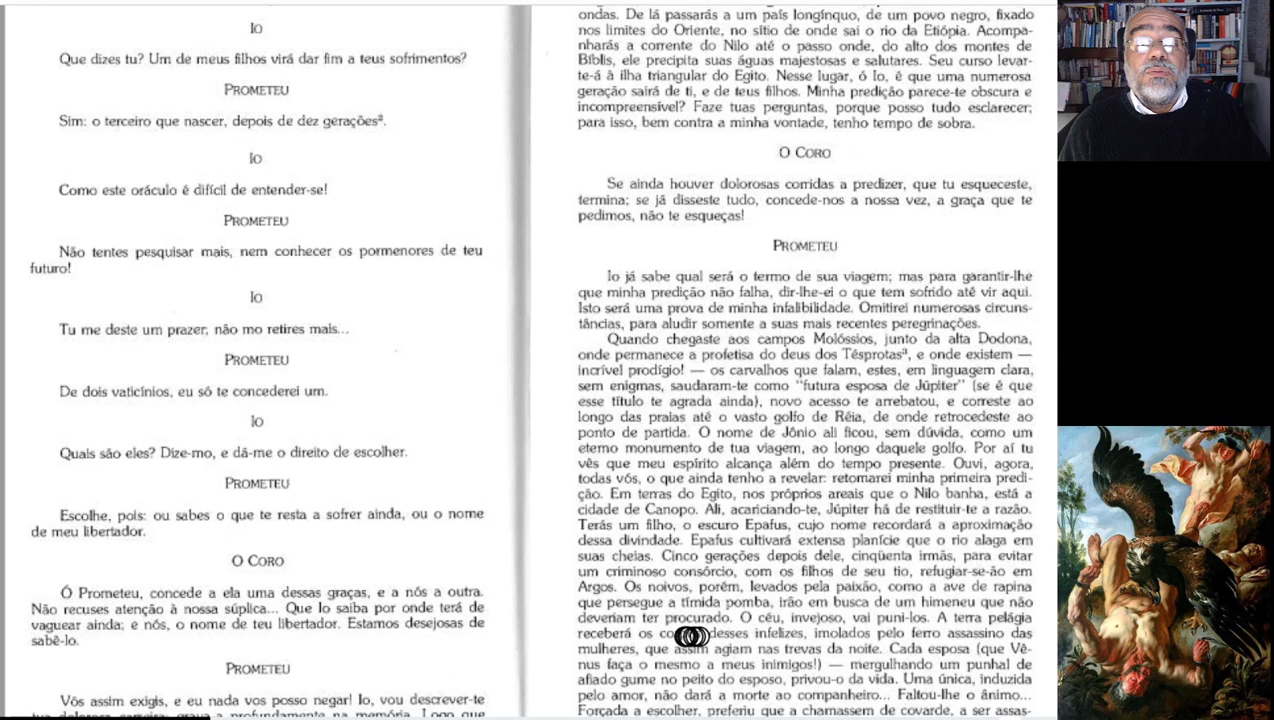 Io
Que dizes tu? Um de meus filhos virá dar fim a teus sofrimentos?
PROMETEU
Sim: o terceiro que nascer, depois de dez gerações².
Io
Como este oráculo é difícil de entender-se!
PROMETEU
Não tentes pesquisar mais, nem conhecer os pormenores de teu
futuro!
Io
Tu me deste um prazer, não mo retires mais...
PROMETEU
De dois vaticínios, eu só te concederei um.
Io
Quais são eles? Dize-mo, e dá-me o direito de escolher.
PROMETEU
Escolhe, pois: ou sabes o que te resta a sofrer ainda, ou o nome
de meu libertador.
O CORO
Ó Prometeu, concede a ela uma dessas graças, e a nós a outra.
Não recuses atenção à nossa súplica... Que Io saiba por onde terá de
vaguear ainda; e nós, o nome de teu libertador. Estamos desejosas de
sabê-lo.
PROMETEU
Vós assim exigis, e eu nada vos posso negar! Io, vou descrever-te
tua dolorosa carreira; grava-a profundamente na memória. Logo que
ondas. De lá passarás a um país longínquo, de um povo negro, fixado
nos limites do Oriente, no sítio de onde sai o rio da Etiópia. Acompa-
nharás a corrente do Nilo até o passo onde, do alto dos montes de
Bíblis, ele precipita suas águas majestosas e salutares. Seu curso levar-
te-á à ilha triangular do Egito. Nesse lugar, ó Io, é que uma numerosa
geração sairá de ti, e de teus filhos. Minha predição parece-te obscura e
incompreensível? Faze tuas perguntas, porque posso tudo esclarecer;
para isso, bem contra a minha vontade, tenho tempo de sobra.
O CORO
Se ainda houver dolorosas corridas a predizer, que tu esqueceste,
termina; se já disseste tudo, concede-nos a nossa vez, a graça que te
pedimos, não te esqueças!
PROMETEU
Io já sabe qual será o termo de sua viagem; mas para garantir-lhe
que minha predição não falha, dir-lhe-ei o que tem sofrido até vir aqui.
Isto será uma prova de minha infalibilidade. Omitirei numerosas circuns-
tâncias, para aludir somente a suas mais recentes peregrinações.
Quando chegaste aos campos Molóssios, junto da alta Dodona,
onde permanece a profetisa do deus dos Tésprotas³, e onde existem —
incrível prodígio! — os carvalhos que falam, estes, em linguagem clara,
sem enigmas, saudaram-te como "futura esposa de Júpiter" (se é que
esse título te agrada ainda), novo acesso te arrebatou, e correste ao
longo das praias até o vasto golfo de Réia, de onde retrocedeste ao
ponto de partida. O nome de Jônio ali ficou, sem dúvida, como um
eterno monumento de tua viagem, ao longo daquele golfo. Por aí tu
vês que meu espírito alcança além do tempo presente. Ouvi, agora,
todas vós, o que ainda tenho a revelar: retomarei minha primeira predi-
ção. Em terras do Egito, nos próprios areais que o Nilo banha, está a
cidade de Canopo. Ali, acariciando-te, Júpiter há de restituir-te a razão.
Terás um filho, o escuro Epafus, cujo nome recordará a aproximação
dessa divindade. Epafus cultivará extensa planície que o rio alaga em
suas cheias. Cinco gerações depois dele, cinqüenta irmãs, para evitar
um criminoso consórcio, com os filhos de seu tio, refugiar-se-ão em
Argos. Os noivos, porém, levados pela paixão, como a ave de rapina
que persegue a tímida pomba, irão em busca de um himeneu que não
deveriam ter procurado. O céu, invejoso, vai puni-los. A terra pelágia
receberá os desses infelizes, imolados pelo ferro assassino das
mulheres, que assim agiam nas trevas da noite. Cada esposa (que Vê-
nus faça o mesmo a meus inimigos!) — mergulhando um punhal de
afiado gume no peito do esposo, privou-o da vida. Uma única, induzida
pelo amor, não dará a morte ao companheiro... Faltou-lhe o ânimo...
Forçada a escolher, preferiu que a chamassem de covarde, a ser assas-